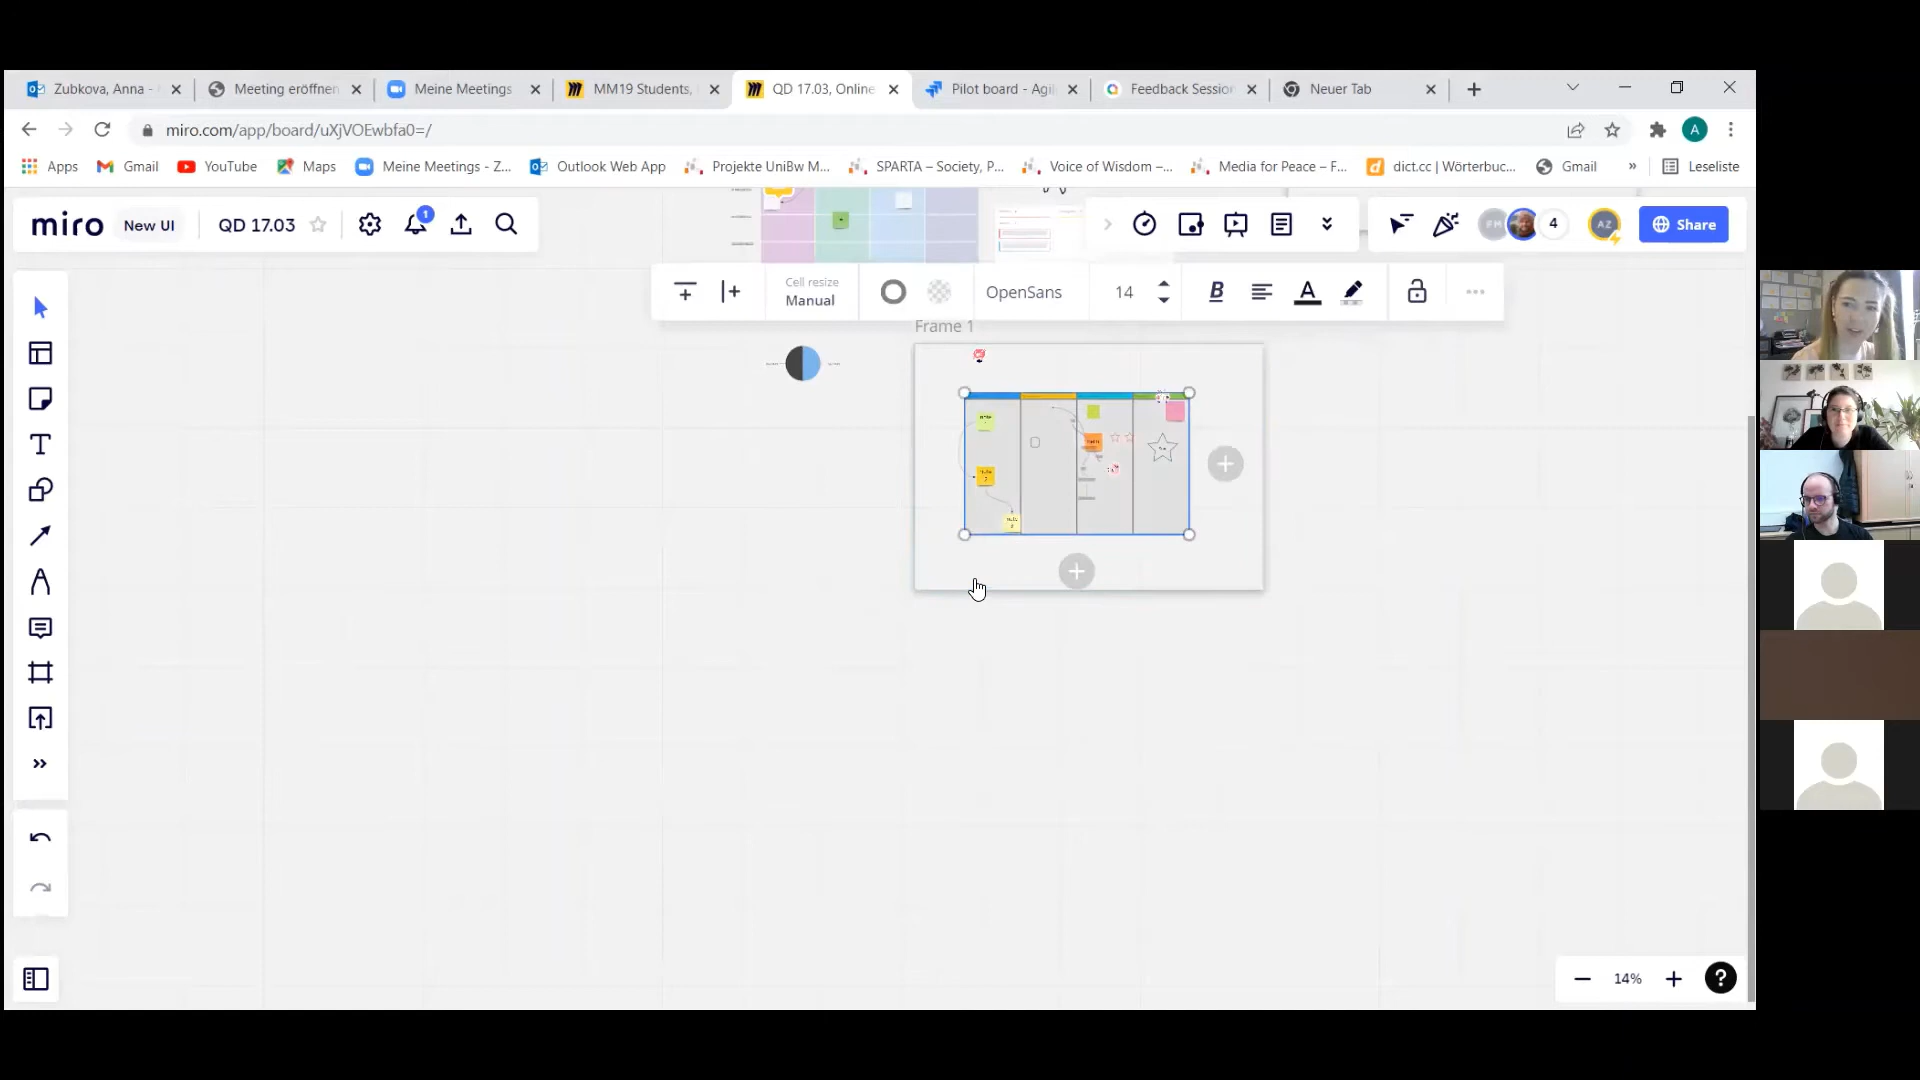 Zubkova, Anna -
Meeting eröffnen
Meine Meetings
MM19 Students,
QD 17.03, Online
Pilot board - Agil
Feedback Session
Neuer Tab
miro.com/app/board/uXjVOEwbfa0=/
A
Apps
Gmail
YouTube
Maps
Meine Meetings - Z...
Outlook Web App
Projekte UniBw M...
SPARTA – Society, P...
Voice of Wisdom –...
Media for Peace – F...
dict.cc | Wörterbuc...
Gmail
»
Leseliste
miro
New UI
QD 17.03
1
FM
4
AZ
Share
Cell resize
Manual
OpenSans
14
B
A
Frame 1
14%
?